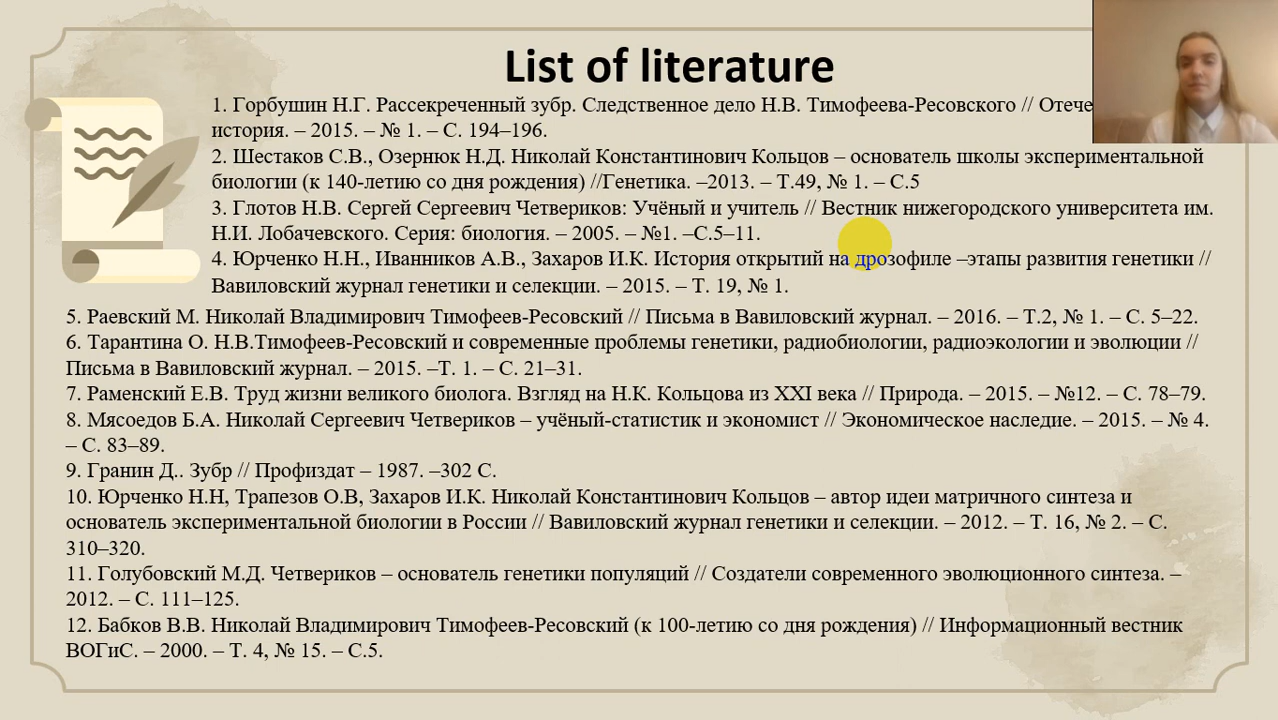 List of literature
1. Горбушин Н.Г. Рассекреченный зубр. Следственное дело Н.В. Тимофеева-Ресовского // Отече
история. – 2015. – № 1. – С. 194–196.
2. Шестаков С.В., Озернюк Н.Д. Николай Константинович Кольцов – основатель школы экспериментальной
биологии (к 140-летию со дня рождения) //Генетика. –2013. – Т.49, № 1. – С.5
3. Глотов Н.В. Сергей Сергеевич Четвериков: Учёный и учитель // Вестник нижегородского университета им.
Н.И. Лобачевского. Серия: биология. – 2005. – №1. –С.5–11.
4. Юрченко Н.Н., Иванников А.В., Захаров И.К. История открытий на дрозофиле –этапы развития генетики //
Вавиловский журнал генетики и селекции. – 2015. – Т. 19, № 1.
5. Раевский М. Николай Владимирович Тимофеев-Ресовский // Письма в Вавиловский журнал. – 2016. – Т.2, № 1. – С. 5–22.
6. Тарантина О. Н.В.Тимофеев-Ресовский и современные проблемы генетики, радиобиологии, радиоэкологии и эволюции //
Письма в Вавиловский журнал. – 2015. –Т. 1. – С. 21–31.
7. Раменский Е.В. Труд жизни великого биолога. Взгляд на Н.К. Кольцова из XXI века // Природа. – 2015. – №12. – С. 78–79.
8. Мясоедов Б.А. Николай Сергеевич Четвериков – учёный-статистик и экономист // Экономическое наследие. – 2015. – № 4.
– С. 83–89.
9. Гранин Д.. Зубр // Профиздат – 1987. –302 С.
10. Юрченко Н.Н, Трапезов О.В, Захаров И.К. Николай Константинович Кольцов – автор идеи матричного синтеза и
основатель экспериментальной биологии в России // Вавиловский журнал генетики и селекции. – 2012. – Т. 16, № 2. – С.
310–320.
11. Голубовский М.Д. Четвериков – основатель генетики популяций // Создатели современного эволюционного синтеза. –
2012. – С. 111–125.
12. Бабков В.В. Николай Владимирович Тимофеев-Ресовский (к 100-летию со дня рождения) // Информационный вестник
ВОГиС. – 2000. – Т. 4, № 15. – С.5.